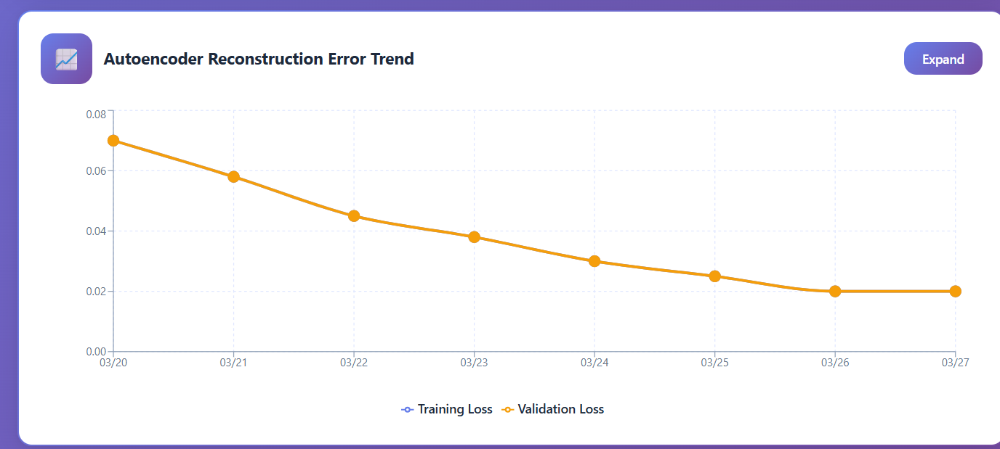 Autoencoder Reconstruction Error Trend
Expand
0.08
0.06
0.04
0.02
0.00
03/20 03/21 03/22 03/23 03/24 03/25 03/26 03/27
Training Loss Validation Loss